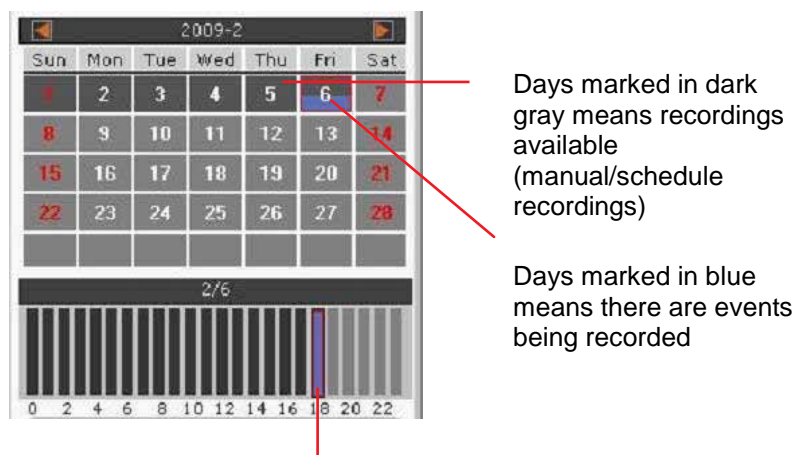 2009-2
Sun Mon Tue Wed Thu Fri Sat
1 2 3 4 5 6 7
8 9 10 11 12 13 14
15 16 17 18 19 20 21
22 23 24 25 26 27 28
2/6
0 2 4 6 8 10 12 14 16 18 20 22
Days marked in dark
gray means recordings
available
(manual/schedule
recordings)
Days marked in blue
means there are events
being recorded